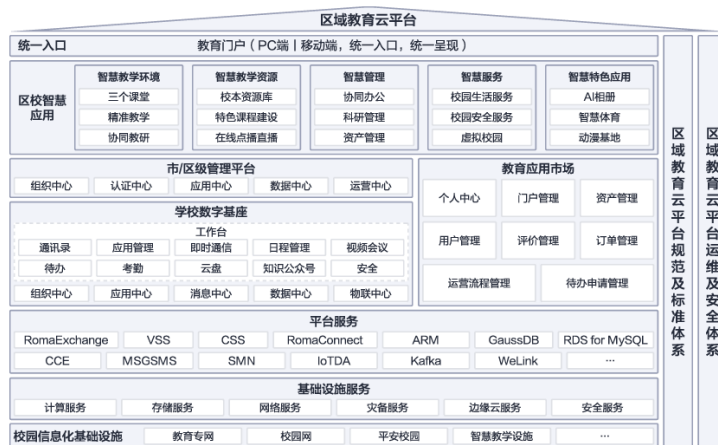 区域教育云平台
统一入口 教育门户（PC端丨移动端，统一入口，统一呈现）
区校智慧应用
智慧教学环境 智慧教学资源 智慧管理 智慧服务 智慧特色应用
三个课堂 校本资源库 协同办公 校园生活服务 AI相册
精准教学 特色课程建设 科研管理 校园安全服务 智慧体育
协同教研 在线点播直播 资产管理 虚拟校园 动漫基地
市/区级管理平台
组织中心 认证中心 应用中心 数据中心 运营中心
学校数字基座
工作台
通讯录 应用管理 即时通信 日程管理 视频会议
待办 考勤 云盘 知识公众号 安全
组织中心 应用中心 消息中心 数据中心 物联中心
教育应用市场
个人中心 门户管理 资产管理
用户管理 评价管理 订单管理
运营流程管理 待办申请管理
平台服务
RomaExchange VSS CSS RomaConnect ARM GaussDB RDS for MySQL
CCE MSGSMS SMN IoTDA Kafka WeLink ...
基础设施服务
计算服务 存储服务 网络服务 灾备服务 边缘云服务 安全服务
校园信息化基础设施 教育专网 校园网 平安校园 智慧教学设施 ...
区域教育云平台规范及标准体系
区域教育云平台运维及安全体系